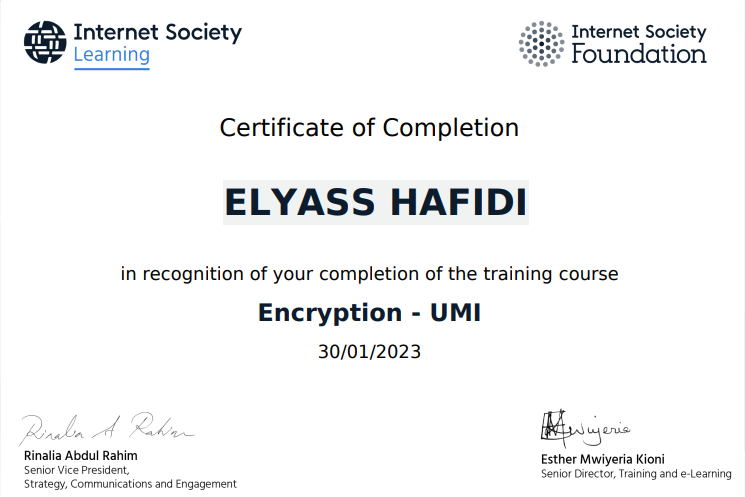 Internet Society
Learning
Internet Society
Foundation
Certificate of Completion
ELYASS HAFIDI
in recognition of your completion of the training course
Encryption - UMI
30/01/2023
Rinalia A Rahim
Rinalia Abdul Rahim
Senior Vice President,
Strategy, Communications and Engagement
Mwiyeria
Esther Mwiyeria Kioni
Senior Director, Training and e-Learning